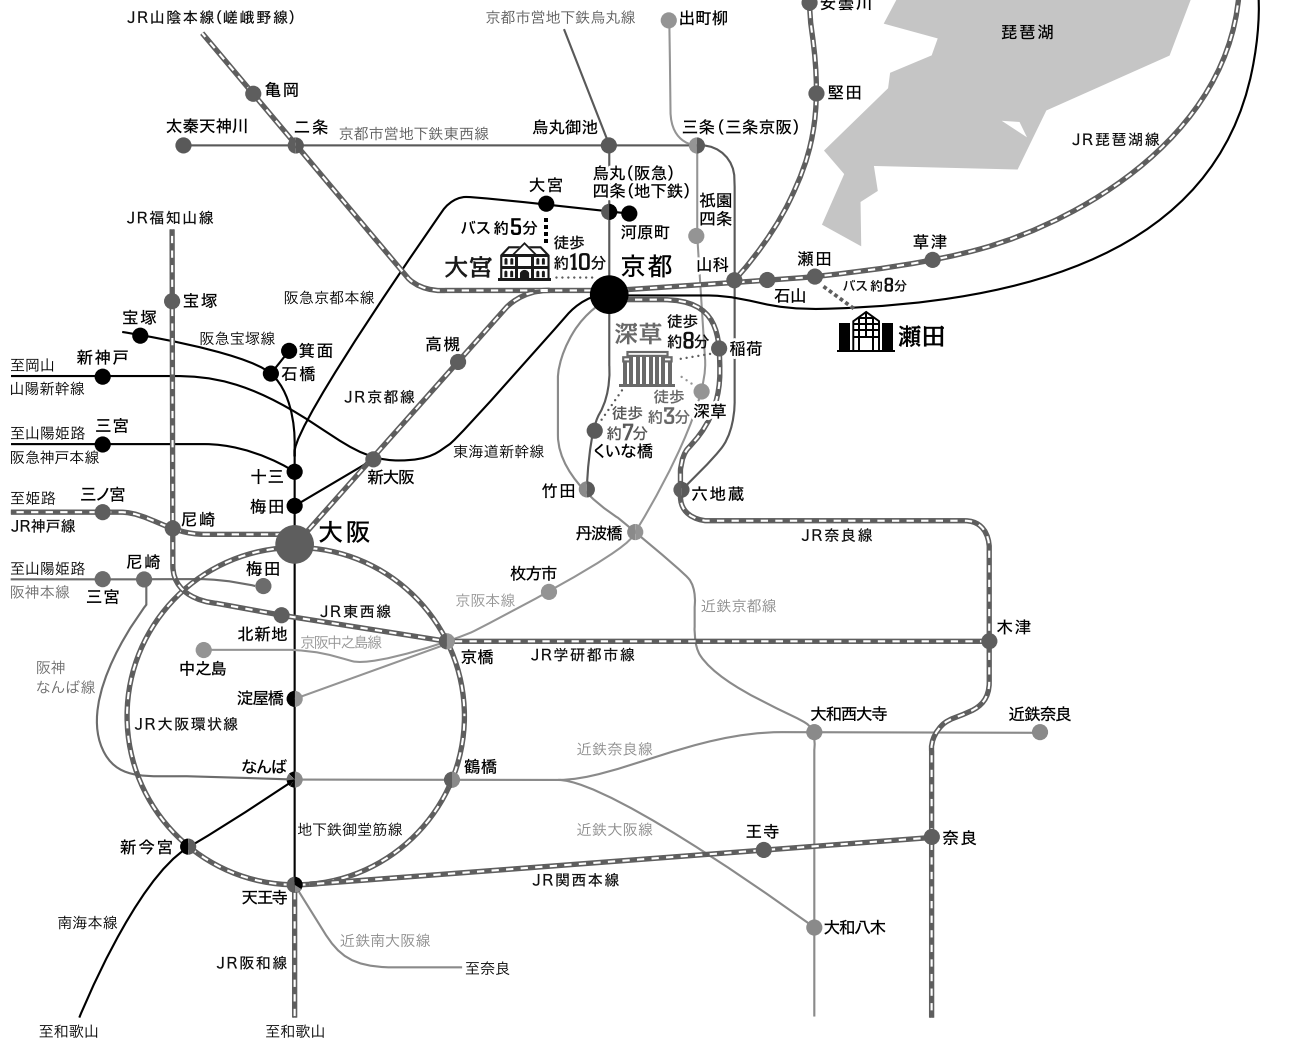 JR山陰本線(嵯峨野線)
京都市営地下鉄烏丸線
出町柳
安曇川
琵琶湖
亀岡
堅田
太秦天神川
二条
京都市営地下鉄東西線
烏丸御池
三条(三条京阪)
JR琵琶湖線
烏丸(阪急)
四条(地下鉄)
大宮
祇園
四条
JR福知山線
バス 約5分
河原町
徒歩
約10分
大宮
京都
山科
瀬田
草津
石山
バス 約8分
宝塚
阪急京都本線
宝塚
阪急宝塚線
箕面
石橋
高槻
深草
徒歩
約8分
稲荷
瀬田
至岡山
新神戸
山陽新幹線
JR京都線
徒歩
約3分
深草
徒歩
約7分
くいな橋
至山陽姫路
三宮
阪急神戸本線
東海道新幹線
十三
新大阪
至姫路
三ノ宮
梅田
竹田
六地蔵
JR神戸線
尼崎
大阪
丹波橋
JR奈良線
至山陽姫路
尼崎
梅田
阪神本線
三宮
枚方市
京阪本線
近鉄京都線
JR東西線
北新地
京阪中之島線
木津
中之島
京橋
JR学研都市線
阪神
なんば線
淀屋橋
JR大阪環状線
大和西大寺
近鉄奈良
なんば
鶴橋
近鉄奈良線
地下鉄御堂筋線
近鉄大阪線
王寺
新今宮
奈良
天王寺
JR関西本線
南海本線
近鉄南大阪線
大和八木
JR阪和線
至奈良
至和歌山
至和歌山